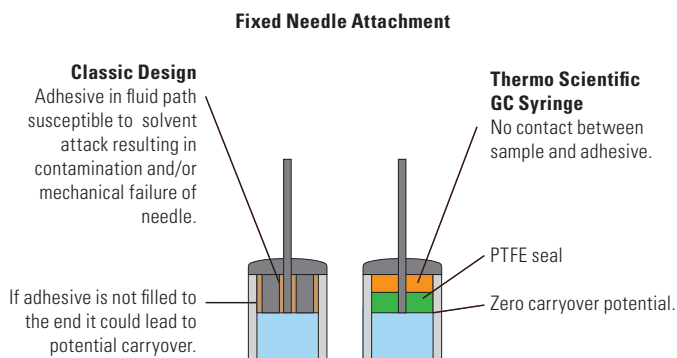 Fixed Needle Attachment
Classic Design
Adhesive in fluid path
susceptible to solvent
attack resulting in
contamination and/or
mechanical failure of
needle.
If adhesive is not filled to
the end it could lead to
potential carryover.
Thermo Scientific
GC Syringe
No contact between
sample and adhesive.
PTFE seal
Zero carryover potential.